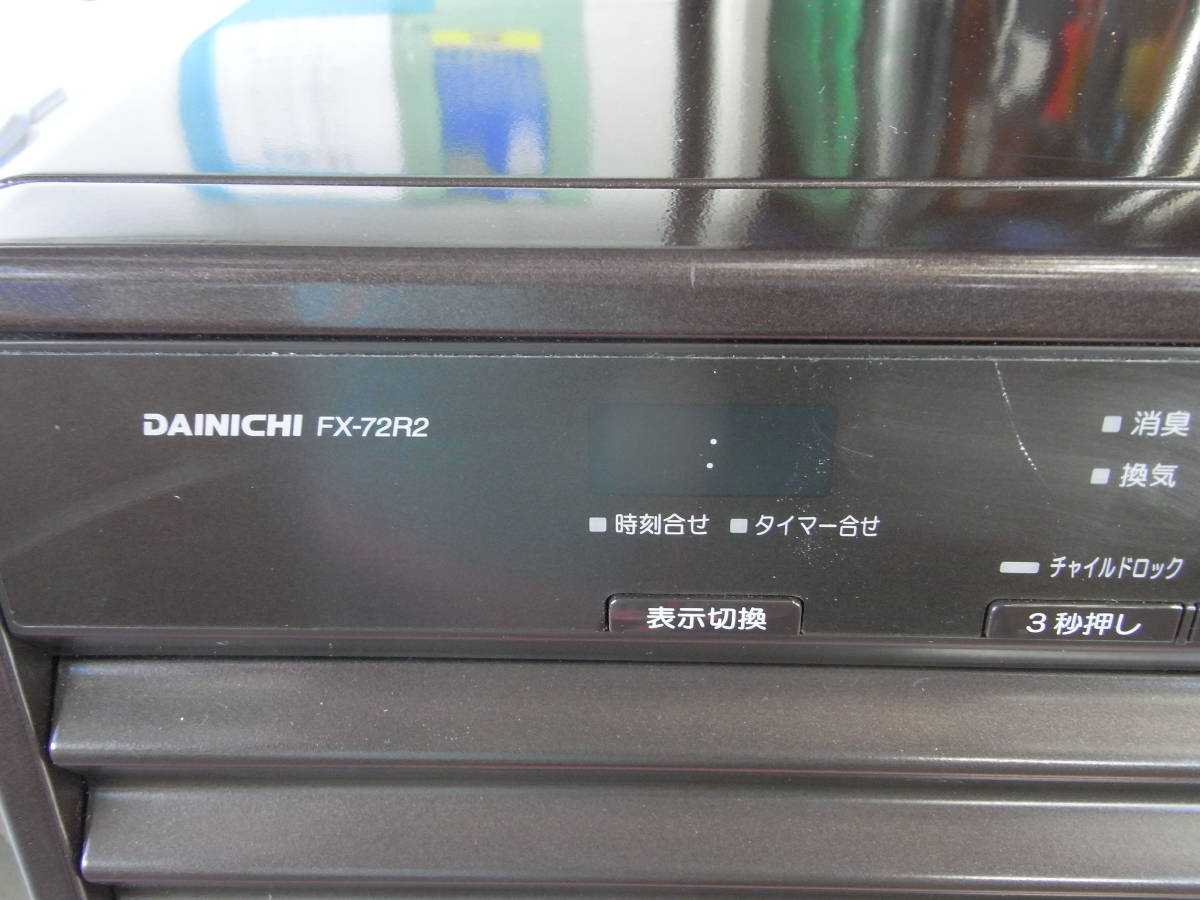 DAINICHI FX-72R2
:
消臭
換気
時刻合せ タイマー合せ
チャイルドロック
表示切換
3秒押し